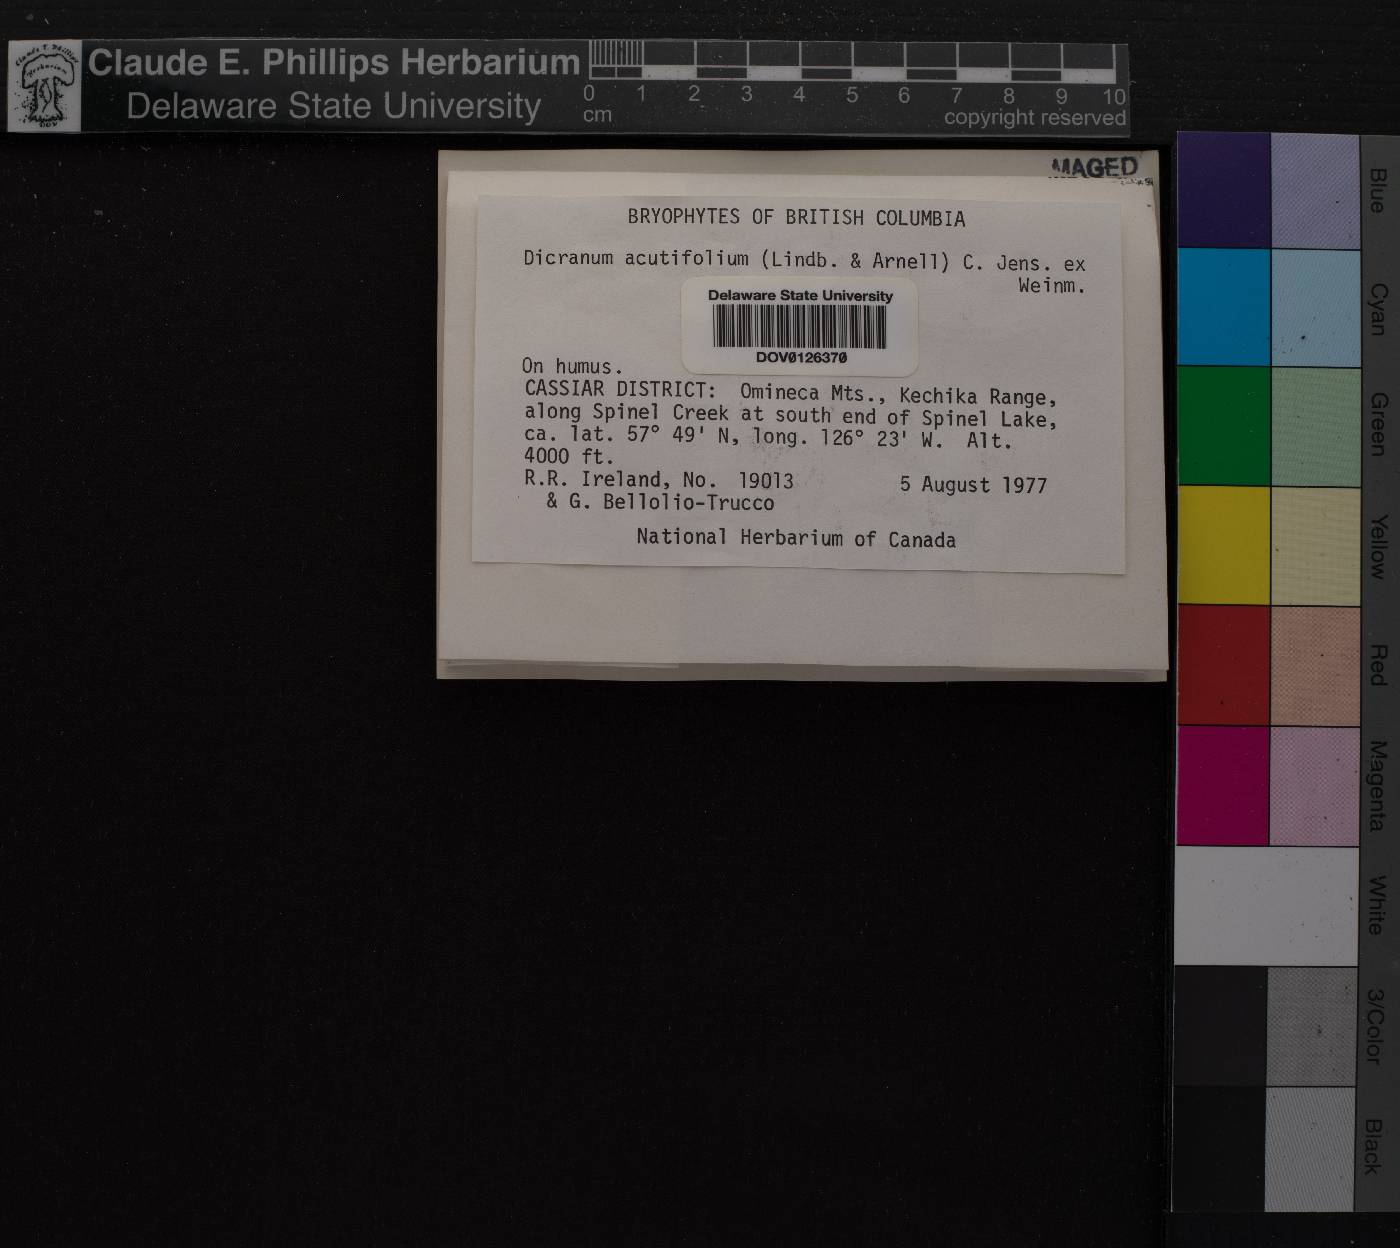 Claude E. Phillips Herbarium
Delaware State University
0 1 2 3 4 5 6 7 8 9 10
cm
copyright reserved
MAGED
BRYOPHYTES OF BRITISH COLUMBIA
Dicranum acutifolium (Lindb. & Arnell) C. Jens. ex
Weinm.
Delaware State University
DOV0126370
On humus.
CASSIAR DISTRICT: Omineca Mts., Kechika Range,
along Spinel Creek at south end of Spinel Lake,
ca. lat. 57° 49' N, long. 126° 23' W. Alt.
4000 ft.
R.R. Ireland, No. 19013 5 August 1977
& G. Bellolio-Trucco
National Herbarium of Canada
Blue
Cyan
Green
Yellow
Red
Magenta
White
3/Color
Black